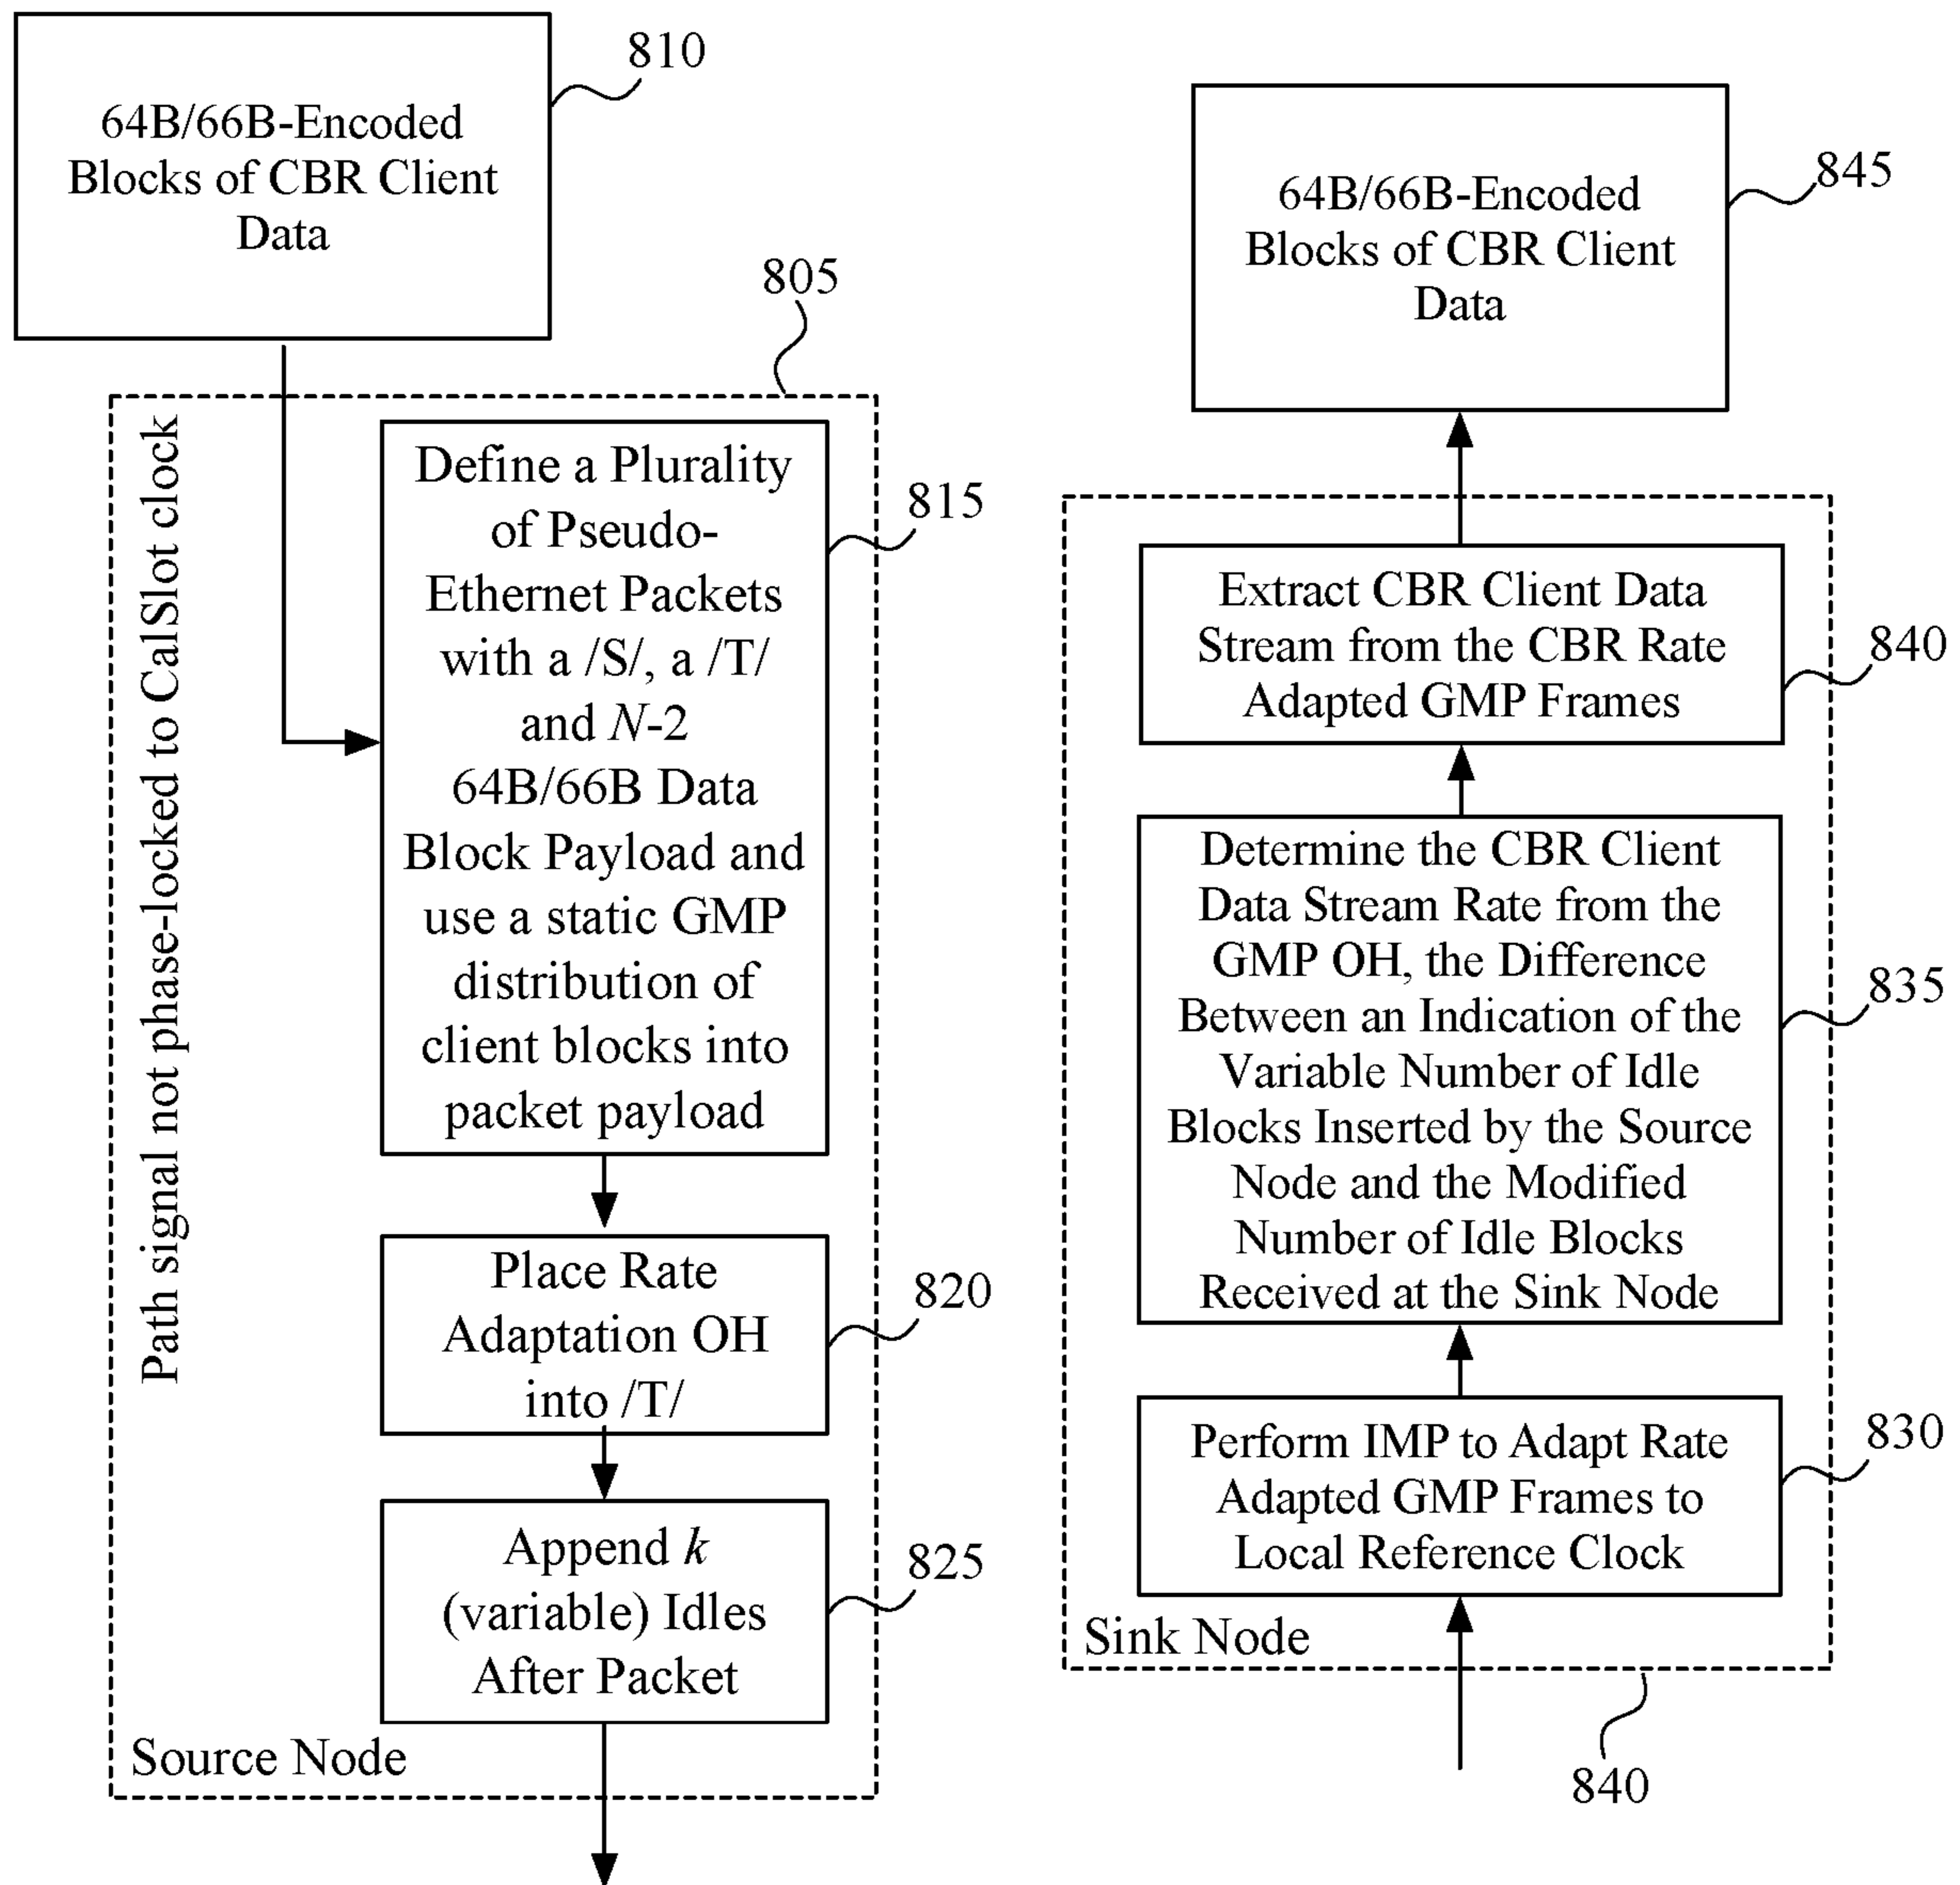 810
64B/66B-Encoded
Blocks of CBR Client
Data
805
Path signal not phase-locked to CalSlot clock
Define a Plurality
of Pseudo-
Ethernet Packets
with a /S/, a /T/
and N-2
64B/66B Data
Block Payload and
use a static GMP
distribution of
client blocks into
packet payload
815
Place Rate
Adaptation OH
into /T/
820
Append k
(variable) Idles
After Packet
825
Source Node
64B/66B-Encoded
Blocks of CBR Client
Data
845
Extract CBR Client Data
Stream from the CBR Rate
Adapted GMP Frames
840
Determine the CBR Client
Data Stream Rate from the
GMP OH, the Difference
Between an Indication of the
Variable Number of Idle
Blocks Inserted by the Source
Node and the Modified
Number of Idle Blocks
Received at the Sink Node
835
Perform IMP to Adapt Rate
Adapted GMP Frames to
Local Reference Clock
830
Sink Node
840